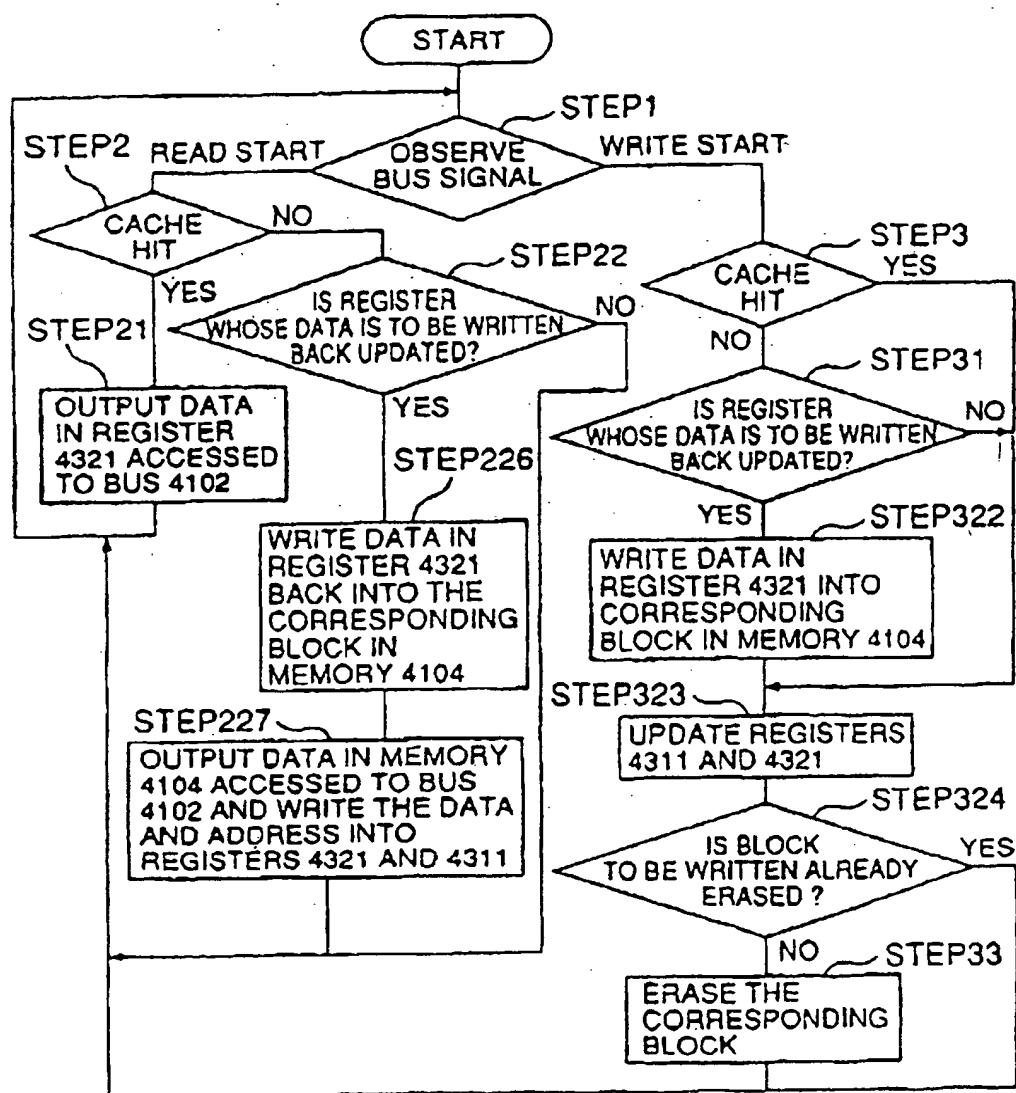 START
STEP1
STEP2
READ START
OBSERVE
BUS SIGNAL
WRITE START
CACHE
HIT
NO
YES
STEP22
IS REGISTER
WHOSE DATA IS TO BE WRITTEN
BACK UPDATED?
NO
YES
STEP3
CACHE
HIT
YES
NO
STEP21
OUTPUT DATA
IN REGISTER
4321 ACCESSED
TO BUS 4102
STEP31
IS REGISTER
WHOSE DATA IS TO BE WRITTEN
BACK UPDATED?
NO
YES
STEP226
WRITE DATA IN
REGISTER 4321
BACK INTO THE
CORRESPONDING
BLOCK IN
MEMORY 4104
STEP322
WRITE DATA IN
REGISTER 4321 INTO
CORRESPONDING
BLOCK IN MEMORY 4104
STEP227
OUTPUT DATA IN MEMORY
4104 ACCESSED TO BUS
4102 AND WRITE THE DATA
AND ADDRESS INTO
REGISTERS 4321 AND 4311
STEP323
UPDATE REGISTERS
4311 AND 4321
STEP324
IS BLOCK
TO BE WRITTEN ALREADY
ERASED ?
YES
NO
STEP33
ERASE THE
CORRESPONDING
BLOCK